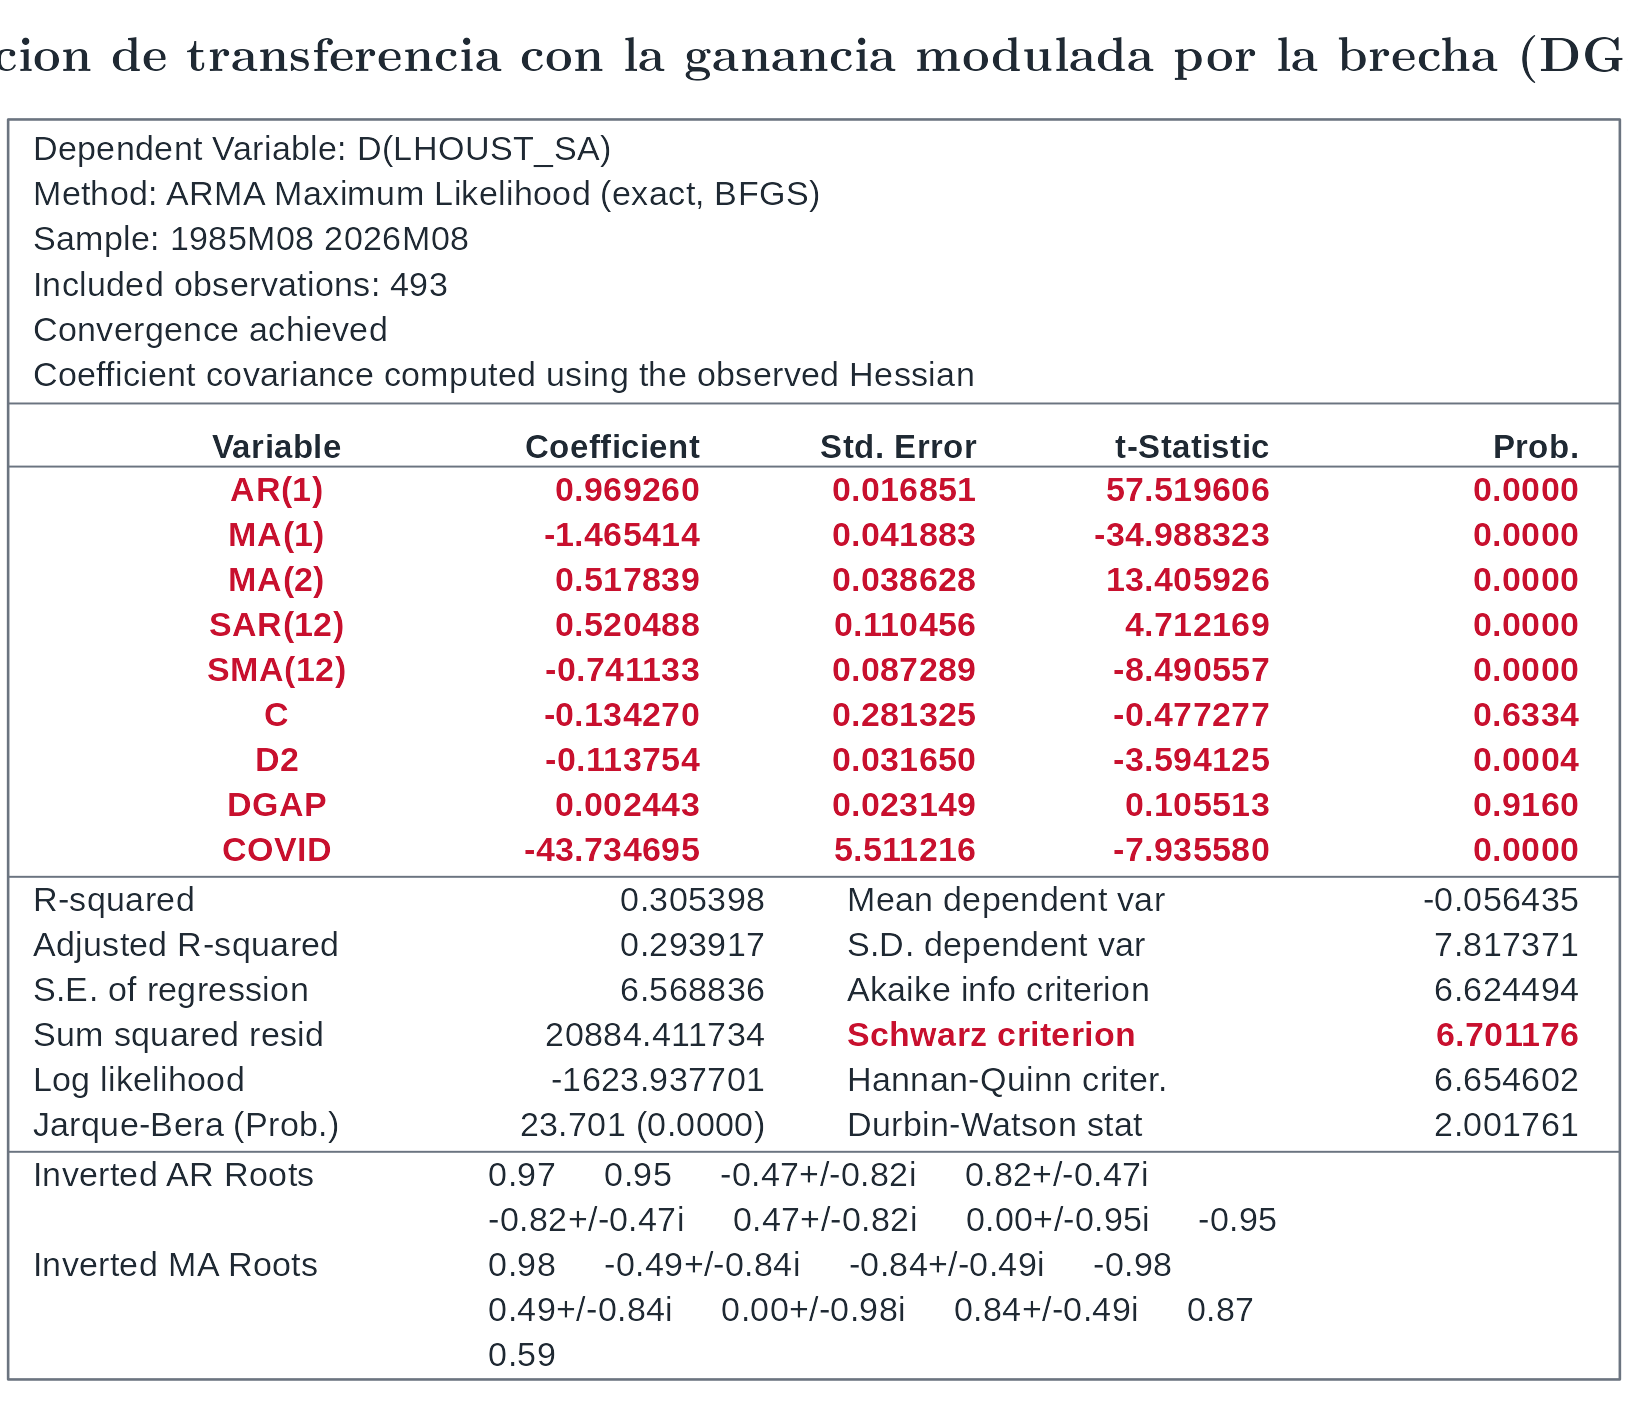 cion de transferencia con la ganancia modulada por la brecha (DG
Dependent Variable: D(LHOUST_SA)
Method: ARMA Maximum Likelihood (exact, BFGS)
Sample: 1985M08 2026M08
Included observations: 493
Convergence achieved
Coefficient covariance computed using the observed Hessian
Variable Coefficient Std. Error t-Statistic Prob.
AR(1) 0.969260 0.016851 57.519606 0.0000
MA(1) -1.465414 0.041883 -34.988323 0.0000
MA(2) 0.517839 0.038628 13.405926 0.0000
SAR(12) 0.520488 0.110456 4.712169 0.0000
SMA(12) -0.741133 0.087289 -8.490557 0.0000
C -0.134270 0.281325 -0.477277 0.6334
D2 -0.113754 0.031650 -3.594125 0.0004
DGAP 0.002443 0.023149 0.105513 0.9160
COVID -43.734695 5.511216 -7.935580 0.0000
R-squared 0.305398 Mean dependent var -0.056435
Adjusted R-squared 0.293917 S.D. dependent var 7.817371
S.E. of regression 6.568836 Akaike info criterion 6.624494
Sum squared resid 20884.411734 Schwarz criterion 6.701176
Log likelihood -1623.937701 Hannan-Quinn criter. 6.654602
Jarque-Bera (Prob.) 23.701 (0.0000) Durbin-Watson stat 2.001761
Inverted AR Roots 0.97 0.95 -0.47+/-0.82i 0.82+/-0.47i
-0.82+/-0.47i 0.47+/-0.82i 0.00+/-0.95i -0.95
Inverted MA Roots 0.98 -0.49+/-0.84i -0.84+/-0.49i -0.98
0.49+/-0.84i 0.00+/-0.98i 0.84+/-0.49i 0.87
0.59